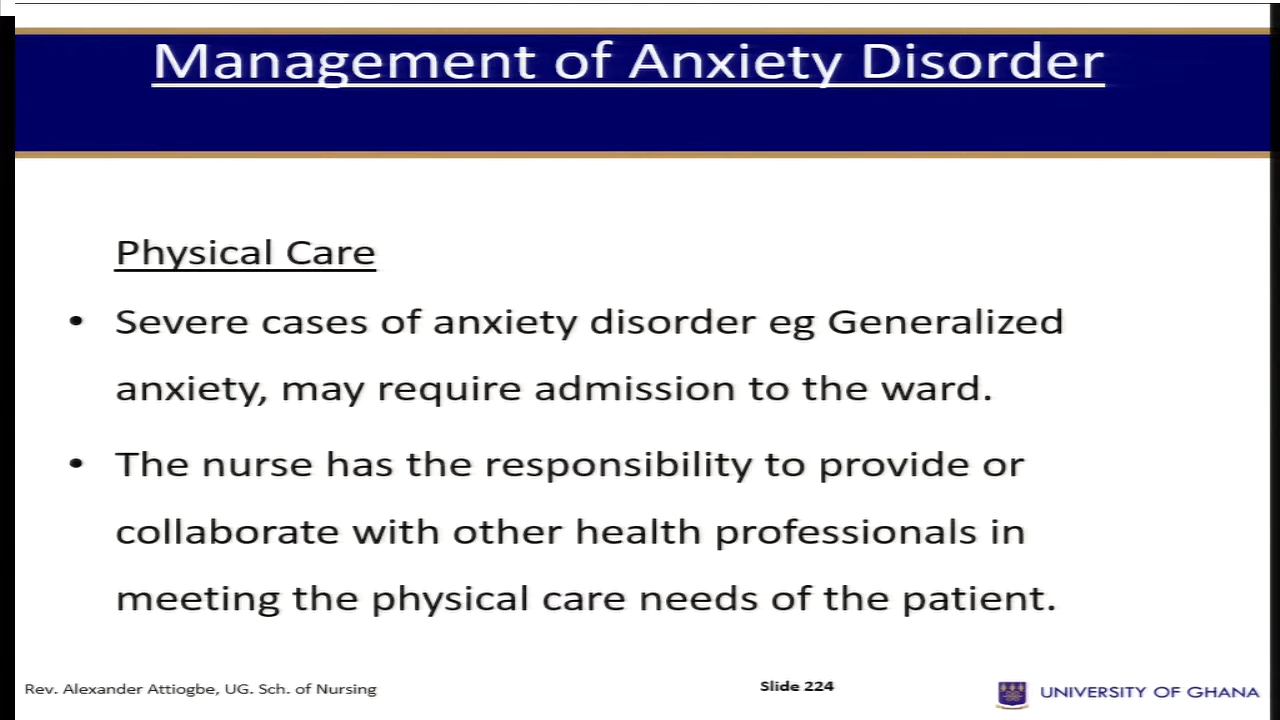 Management of Anxiety Disorder
Physical Care
• Severe cases of anxiety disorder eg Generalized
anxiety, may require admission to the ward.
• The nurse has the responsibility to provide or
collaborate with other health professionals in
meeting the physical care needs of the patient.
Rev. Alexander Attiogbe, UG. Sch. of Nursing
Slide 224
UNIVERSITY OF GHANA